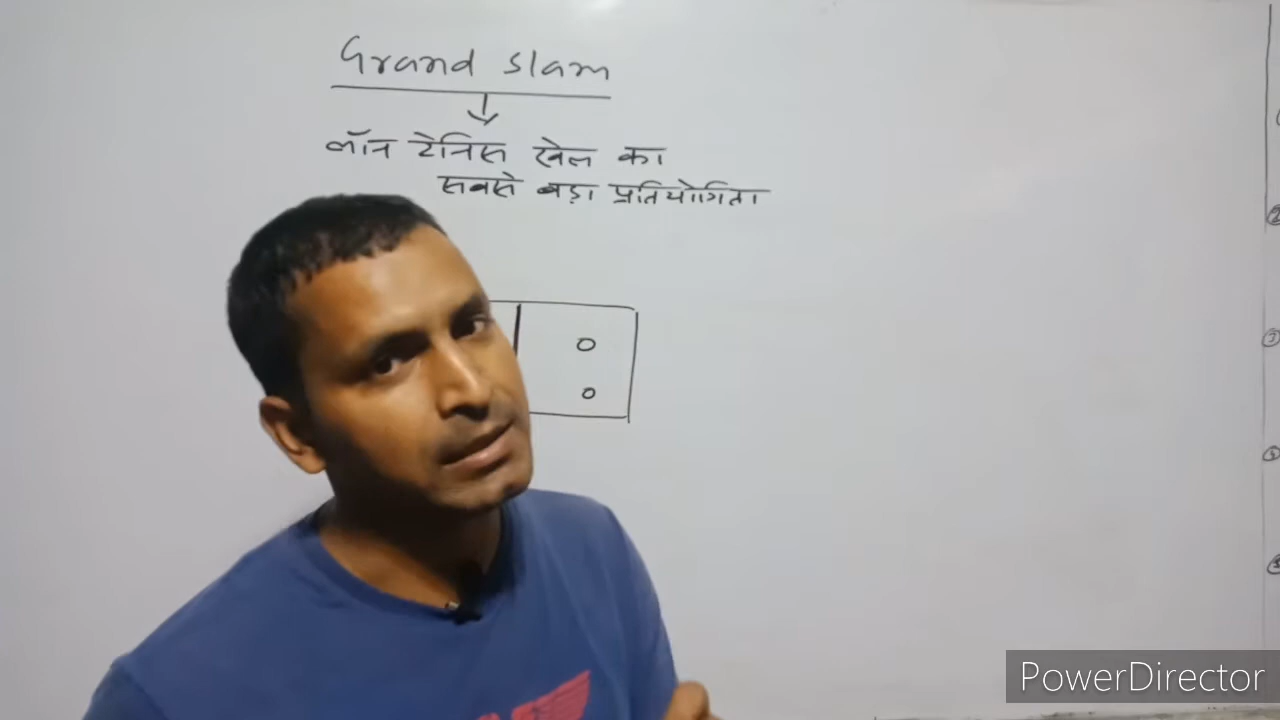 Grand Slam
लॉन टेनिस खेल का
सबसे बड़ा प्रतियोगिता
PowerDirector